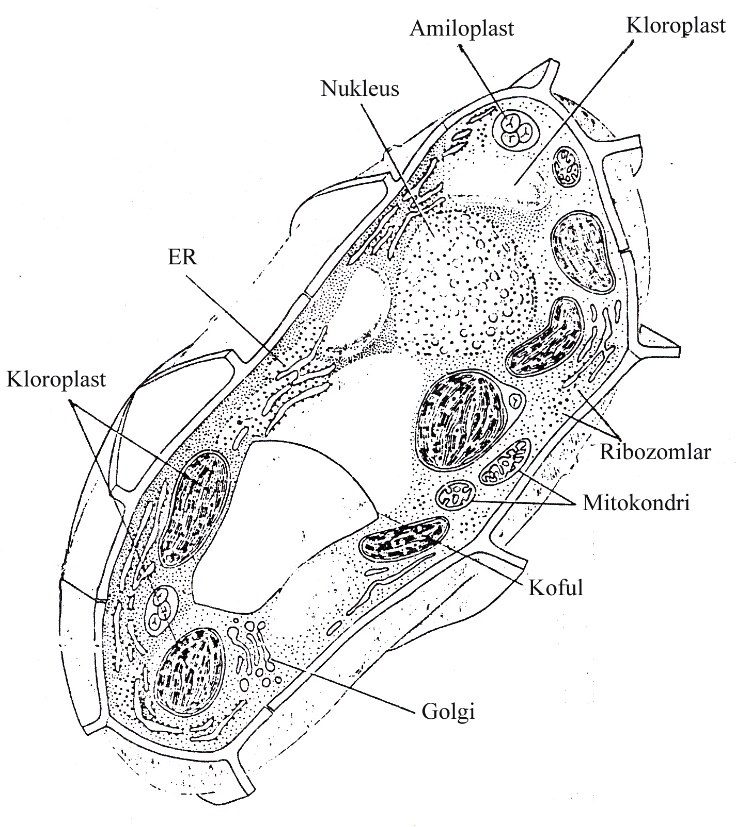 Amiloplast
Kloroplast
Nukleus
ER
Kloroplast
Ribozomlar
Mitokondri
Koful
Golgi